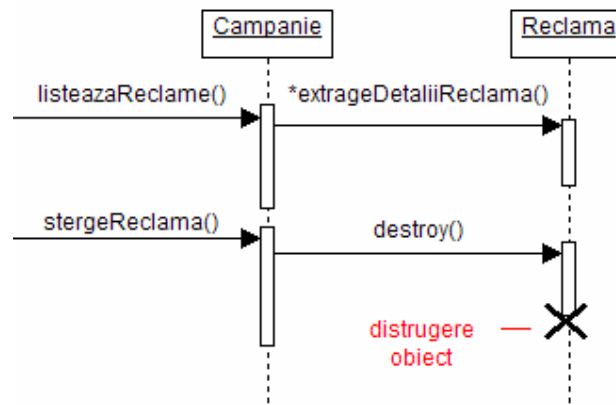 Campanie
Reclama
listeazaReclame()
*extrageDetaliiReclama()
stergeReclama()
destroy()
distrugere
obiect